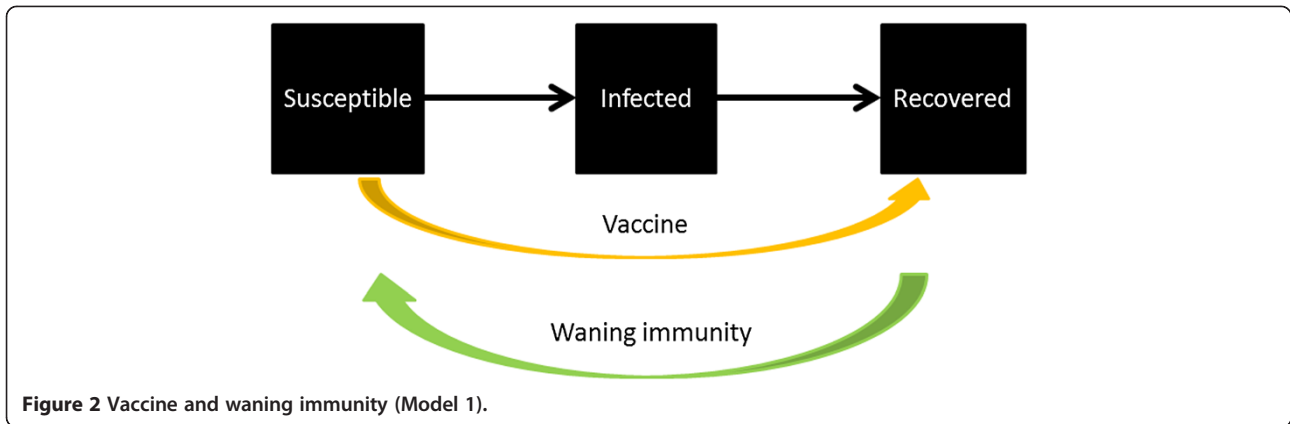 Susceptible
Infected
Recovered
Vaccine
Waning immunity
Figure 2 Vaccine and waning immunity (Model 1).